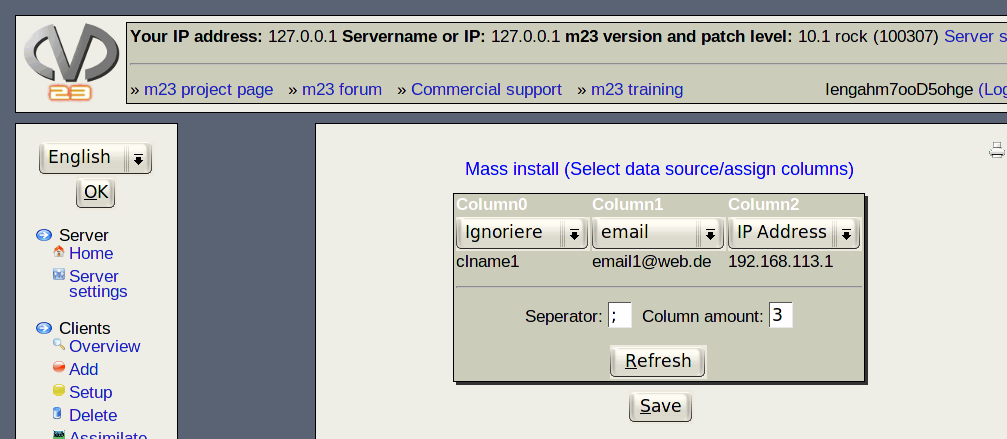 Your IP address: 127.0.0.1 Servername or IP: 127.0.0.1 m23 version and patch level: 10.1 rock (100307) Server s
23
» m23 project page » m23 forum » Commercial support » m23 training Iengahm7ooD5ohge (Log
English
OK
Server
Home
Server
settings
Clients
Overview
Add
Setup
Delete
Assimilate
Mass install (Select data source/assign columns)
Column0 Column1 Column2
Ignoriere email IP Address
clname1 email1@web.de 192.168.113.1
Seperator: ; Column amount: 3
Refresh
Save